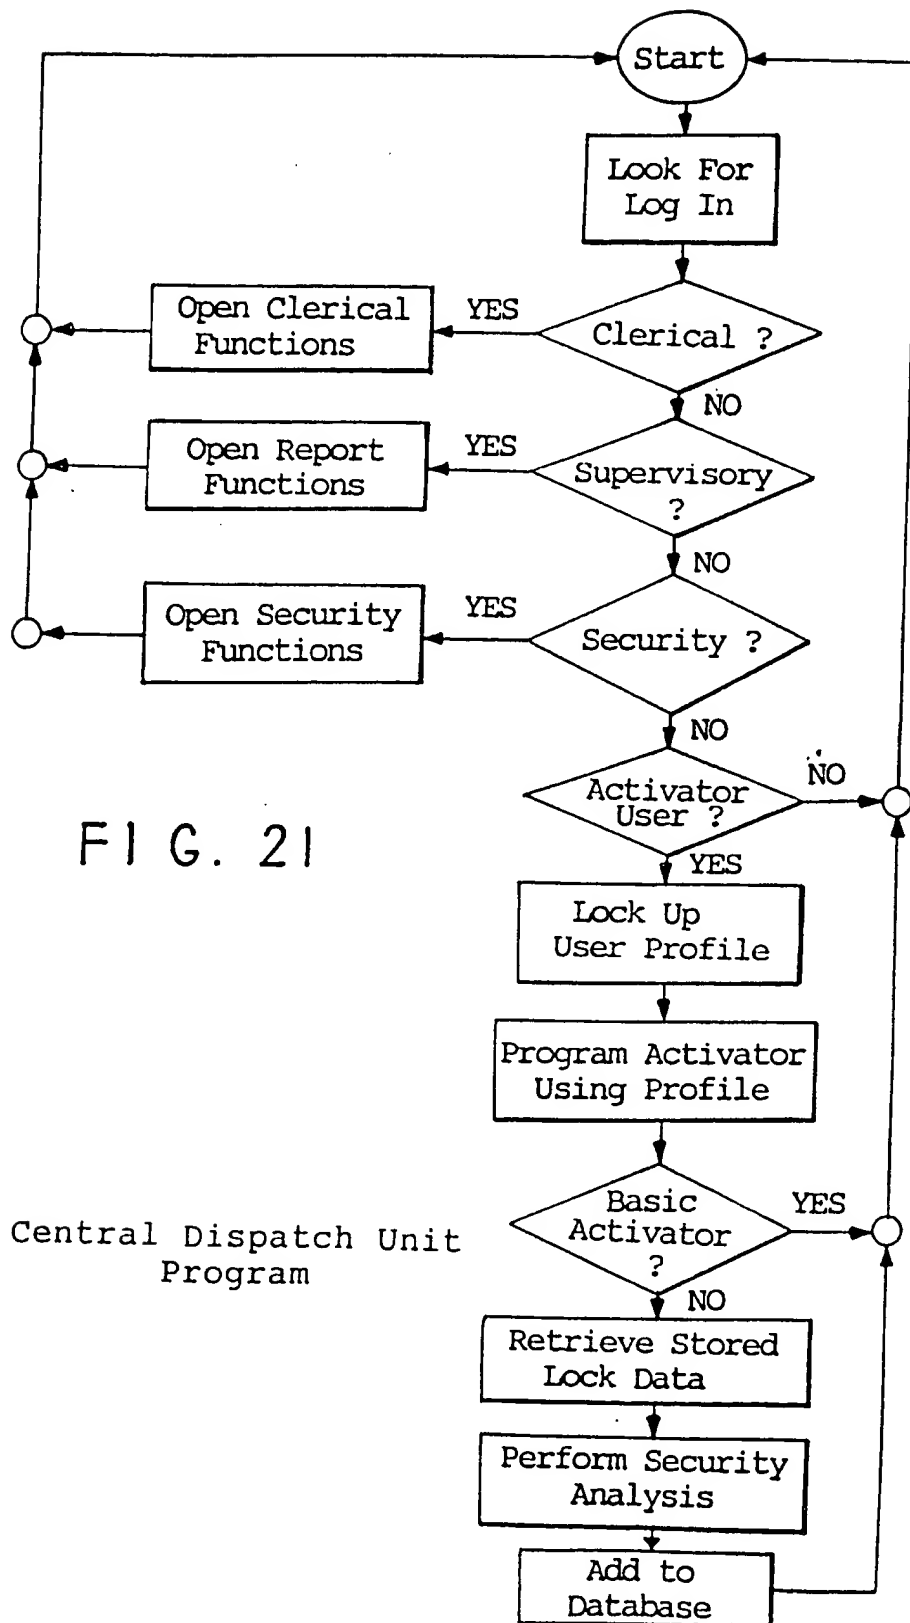 Start
Look For
Log In
Open Clerical
Functions
YES
Clerical ?
NO
Open Report
Functions
YES
Supervisory
?
NO
Open Security
Functions
YES
Security ?
NO
Activator
User ?
NO
FIG. 21
YES
Lock Up
User Profile
Program Activator
Using Profile
Basic
Activator
?
YES
Central Dispatch Unit
Program
NO
Retrieve Stored
Lock Data
Perform Security
Analysis
Add to
Database